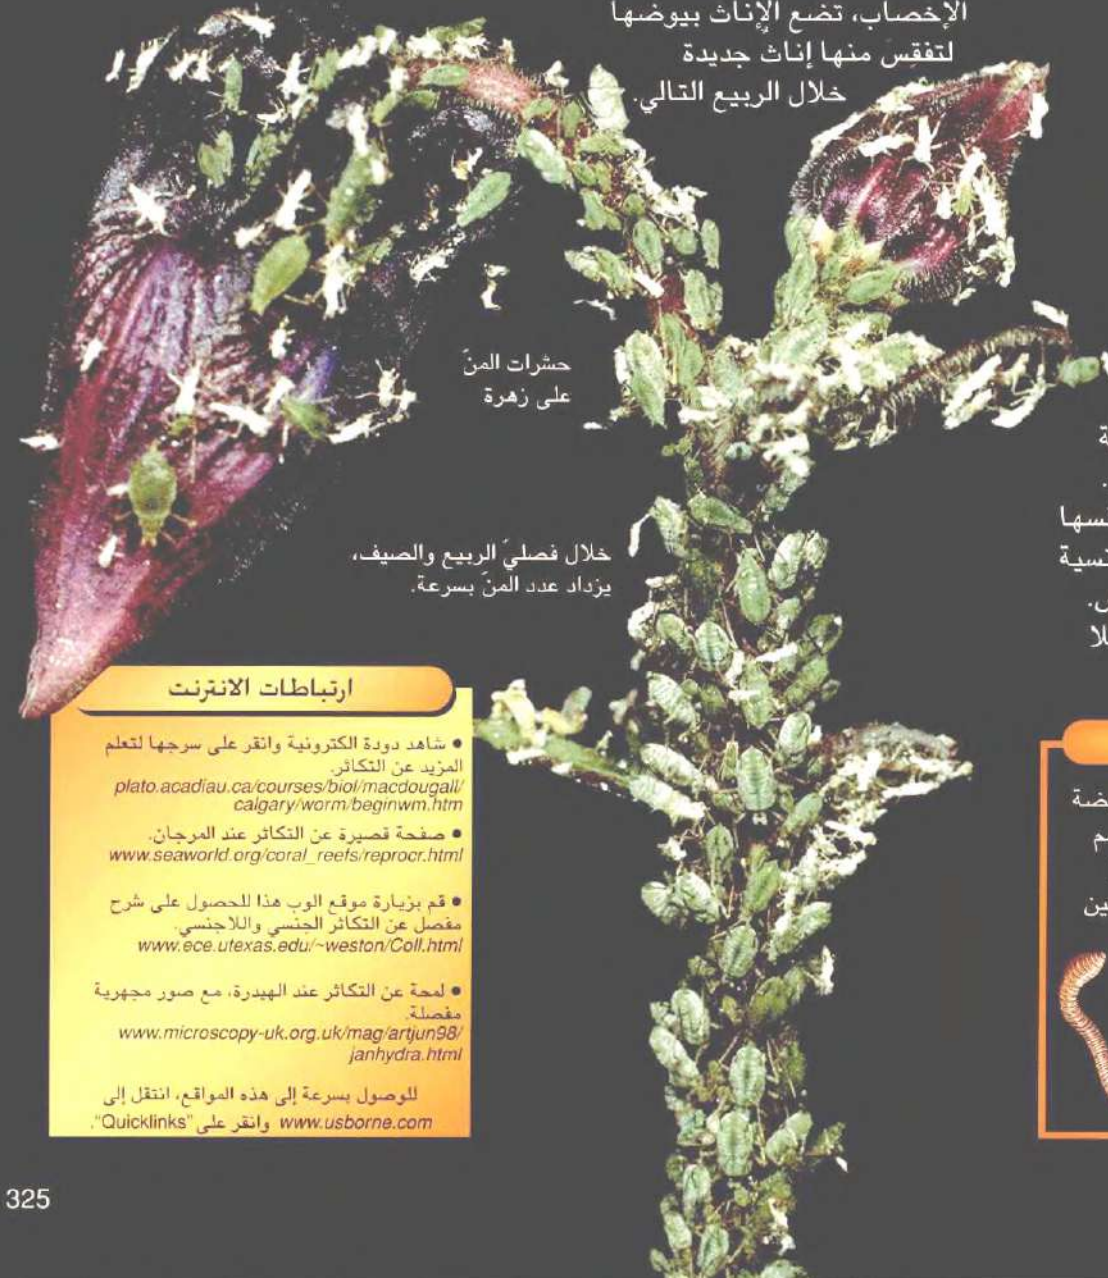 الإخصاب، تضع الإناث بيوضها
لتفقسَ منها إناثٌ جديدة
خلال الربيع التالي.
حشرات المنّ
على زهرة
خلال فصليّ الربيع والصيف،
يزداد عدد المنّ بسرعة.
ارتباطات الانترنت
• شاهد دودة الكترونية وانقر على سرجها لتعلم
المزيد عن التكاثر.
plato.acadiau.ca/courses/biol/macdougall/
calgary/worm/beginwm.htm
• صفحة قصيرة عن التكاثر عند المرجان.
www.seaworld.org/coral_reefs/reprocr.html
• قم بزيارة موقع الوب هذا للحصول على شرح
مفصل عن التكاثر الجنسي واللاجنسي.
www.ece.utexas.edu/~weston/Coll.html
• لمحة عن التكاثر عند الهيدرة، مع صور مجهرية
مفصلة.
www.microscopy-uk.org.uk/mag/artjun98/
janhydra.html
للوصول بسرعة إلى هذه المواقع، انتقل إلى
www.usborne.com وانقر على "Quicklinks".
325